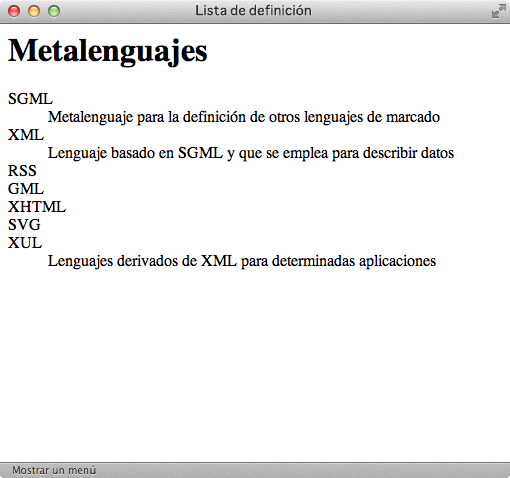 Lista de definición
Metalenguajes
SGML
Metalenguaje para la definición de otros lenguajes de marcado
XML
Lenguaje basado en SGML y que se emplea para describir datos
RSS
GML
XHTML
SVG
XUL
Lenguajes derivados de XML para determinadas aplicaciones
Mostrar un menú